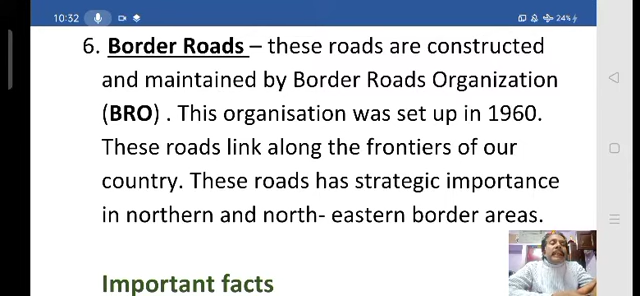 10:32
24%
6. Border Roads – these roads are constructed
and maintained by Border Roads Organization
(BRO) . This organisation was set up in 1960.
These roads link along the frontiers of our
country. These roads has strategic importance
in northern and north- eastern border areas.
Important facts